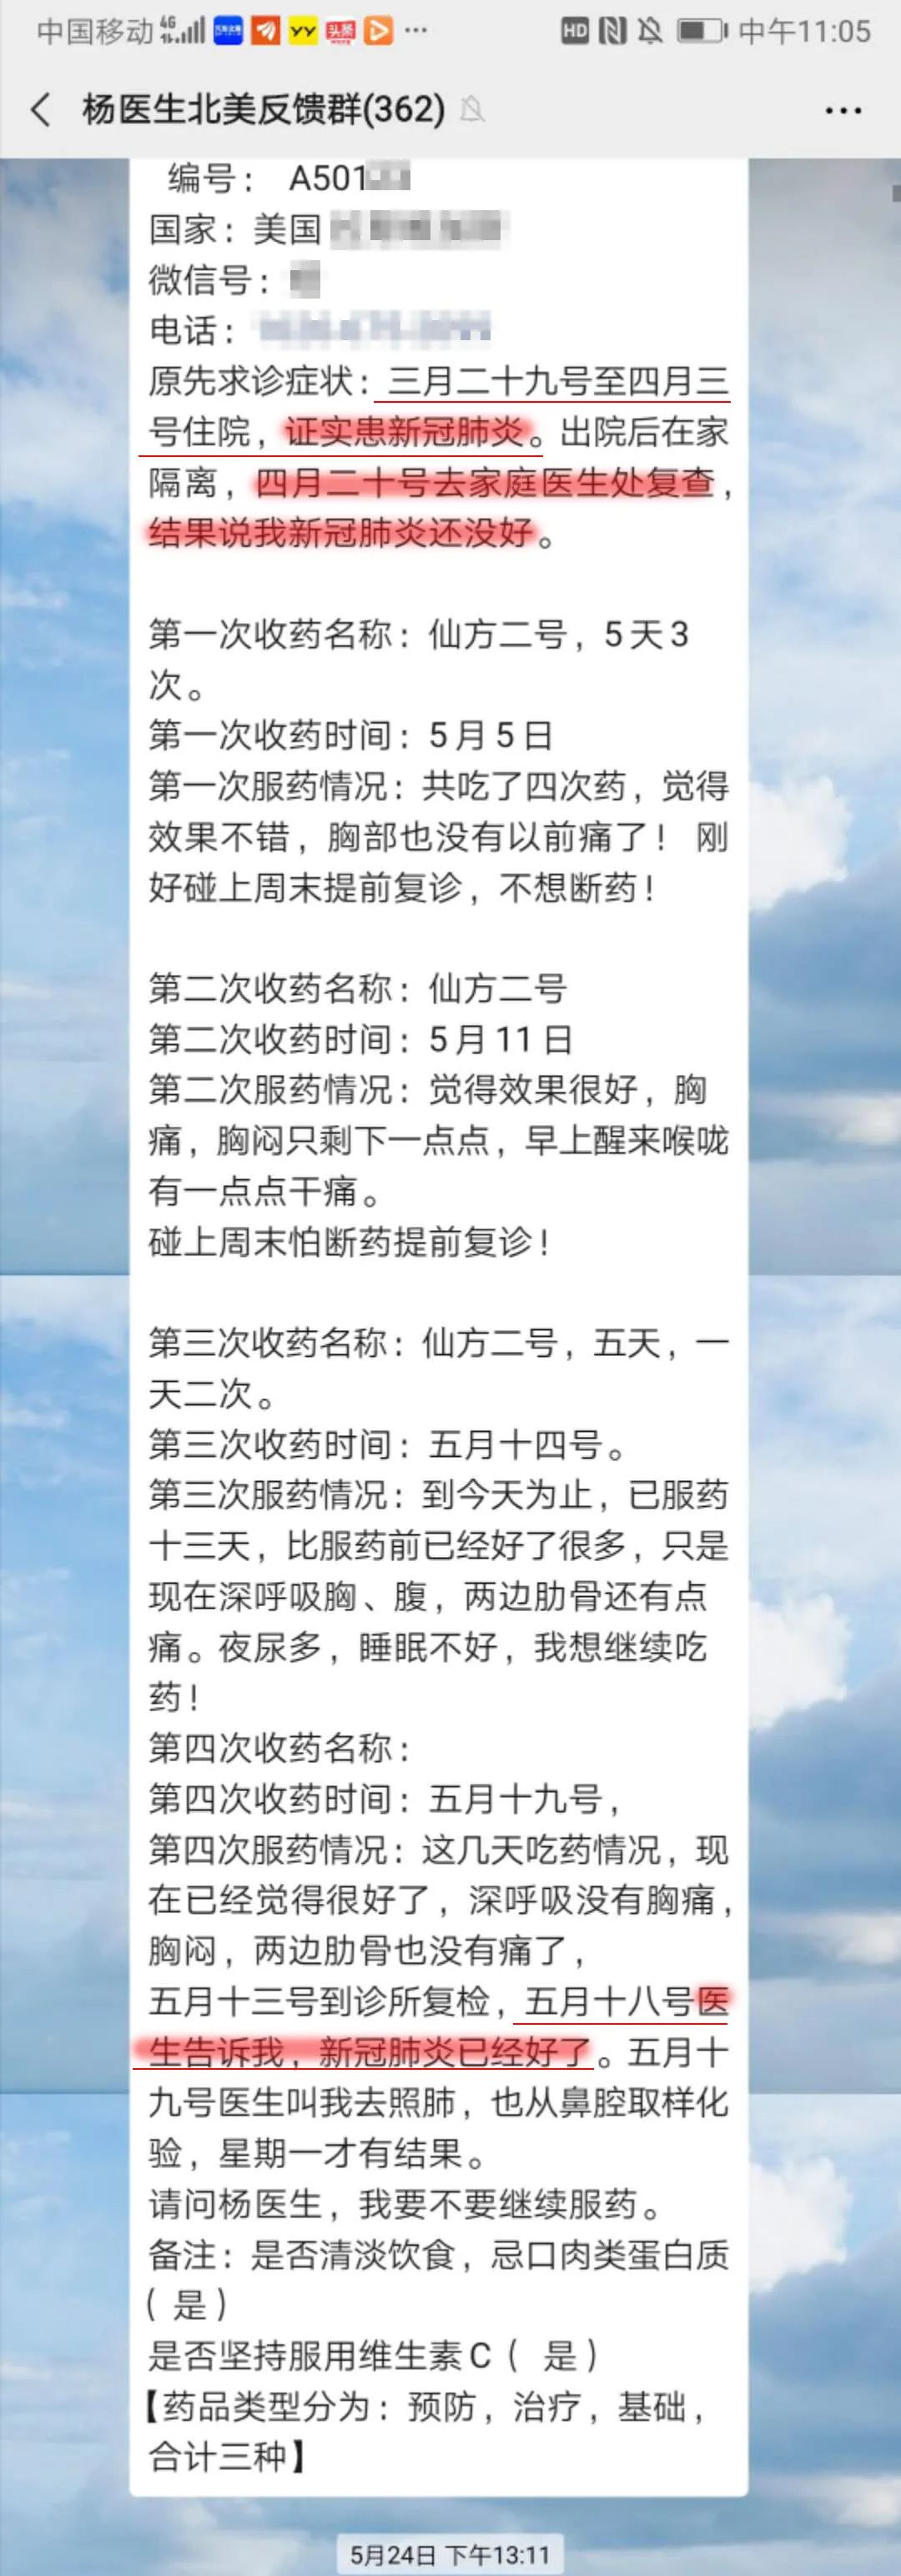 中国移动 4G 头条 YY HD 中午11:05
杨医生北美反馈群(362)
编号： A501
国家：美国
微信号：
电话：
原先求诊症状：三月二十九号至四月三
号住院，证实患新冠肺炎。出院后在家
隔离，四月二十号去家庭医生处复查，
结果说我新冠肺炎还没好。
第一次收药名称：仙方二号，5天3
次。
第一次收药时间：5月5日
第一次服药情况：共吃了四次药，觉得
效果不错，胸部也没有以前痛了！ 刚
好碰上周末提前复诊，不想断药！
第二次收药名称：仙方二号
第二次收药时间：5月11日
第二次服药情况：觉得效果很好，胸
痛，胸闷只剩下一点点，早上醒来喉咙
有一点点干痛。
碰上周末怕断药提前复诊！
第三次收药名称：仙方二号，五天，一
天二次。
第三次收药时间：五月十四号。
第三次服药情况：到今天为止，已服药
十三天，比服药前已经好了很多，只是
现在深呼吸胸、腹，两边肋骨还有点
痛。夜尿多，睡眠不好，我想继续吃
药！
第四次收药名称：
第四次收药时间：五月十九号，
第四次服药情况：这几天吃药情况，现
在已经觉得很好了，深呼吸没有胸痛，
胸闷，两边肋骨也没有痛了，
五月十三号到诊所复检，五月十八号医
生告诉我，新冠肺炎已经好了。五月十
九号医生叫我去照肺，也从鼻腔取样化
验，星期一才有结果。
请问杨医生，我要不要继续服药。
备注：是否清淡饮食，忌口肉类蛋白质
（是）
是否坚持服用维生素C（ 是）
【药品类型分为：预防，治疗，基础，
合计三种】
5月24日 下午13:11